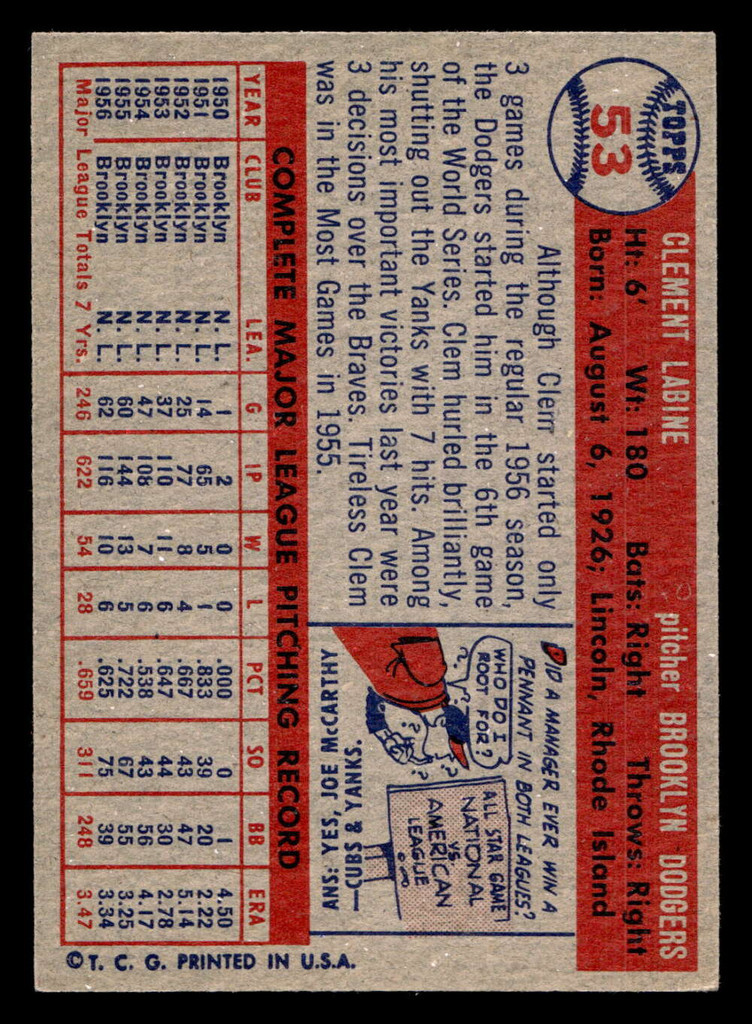 TOPPS
53
CLEMENT LABINE pitcher BROOKLYN DODGERS
Ht: 6' Wt: 180 Bats: Right Throws: Right
Born: August 6, 1926; Lincoln, Rhode Island
Although Clem started only
3 games during the regular 1956 season,
the Dodgers started him in the 6th game
of the World Series. Clem hurled brilliantly,
shutting out the Yanks with 7 hits. Among
his most important victories last year were
3 decisions over the Braves. Tireless Clem
was in the Most Games in 1955.
DID A MANAGER EVER WIN A
PENNANT IN BOTH LEAGUES?
WHO DO I
ROOT FOR?
? ? ? ?
ALL STAR GAME
NATIONAL
VS
AMERICAN
LEAGUE
ANS: YES, JOE McCARTHY
—CUBS & YANKS.
COMPLETE MAJOR LEAGUE PITCHING RECORD
YEAR CLUB LEA. G IP W L PCT SO BB ERA
1950 Brooklyn N. L. 1 2 0 0 .000 0 1 4.50
1951 Brooklyn N. L. 14 65 5 1 .833 39 20 2.22
1952 Brooklyn N. L. 25 77 8 4 .667 43 47 5.14
1953 Brooklyn N. L. 37 110 11 6 .647 44 30 2.78
1954 Brooklyn N. L. 47 108 7 6 .538 43 56 4.17
1955 Brooklyn N. L. 60 144 13 5 .722 67 55 3.25
1956 Brooklyn N. L. 62 116 10 6 .625 75 39 3.34
Major League Totals 7 Yrs. 246 622 54 28 .659 311 248 3.47
© T. C. G. PRINTED IN U.S.A.